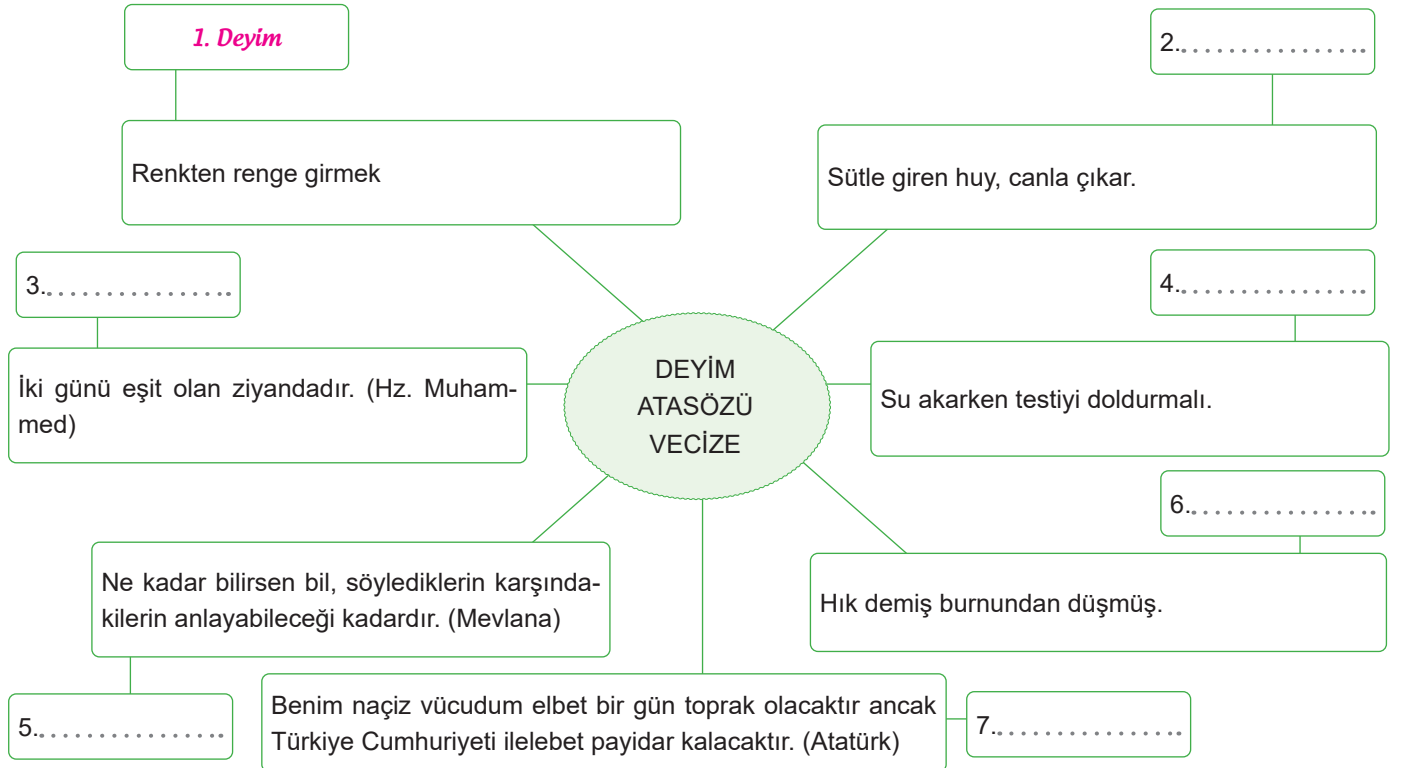 1. Deyim
2. . . . . . . . . . . . . . . . .
Renkten renge girmek
Sütle giren huy, canla çıkar.
3. . . . . . . . . . . . . . . . .
4. . . . . . . . . . . . . . . . .
İki günü eşit olan ziyandadır. (Hz. Muham-
med)
DEYİM
ATASÖZÜ
VECİZE
Su akarken testiyi doldurmalı.
6. . . . . . . . . . . . . . . . .
Ne kadar bilirsen bil, söylediklerin karşında-
kilerin anlayabileceği kadardır. (Mevlana)
Hık demiş burnundan düşmüş.
5. . . . . . . . . . . . . . . . .
Benim naçiz vücudum elbet bir gün toprak olacaktır ancak
Türkiye Cumhuriyeti ilelebet payidar kalacaktır. (Atatürk)
7. . . . . . . . . . . . . . . . .